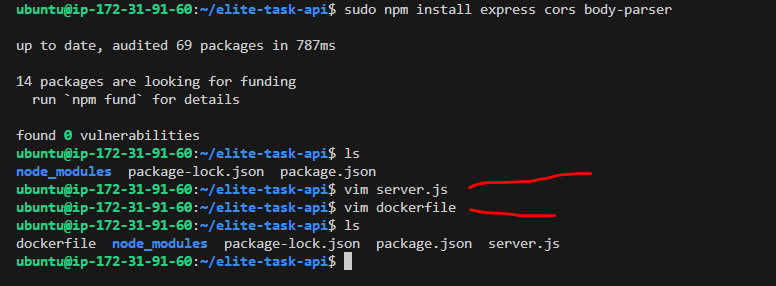 ubuntu@ip-172-31-91-60:~/elite-task-api$ sudo npm install express cors body-parser
up to date, audited 69 packages in 787ms
14 packages are looking for funding
  run `npm fund` for details
found 0 vulnerabilities
ubuntu@ip-172-31-91-60:~/elite-task-api$ ls
node_modules  package-lock.json  package.json
ubuntu@ip-172-31-91-60:~/elite-task-api$ vim server.js
ubuntu@ip-172-31-91-60:~/elite-task-api$ vim dockerfile
ubuntu@ip-172-31-91-60:~/elite-task-api$ ls
dockerfile  node_modules  package-lock.json  package.json  server.js
ubuntu@ip-172-31-91-60:~/elite-task-api$